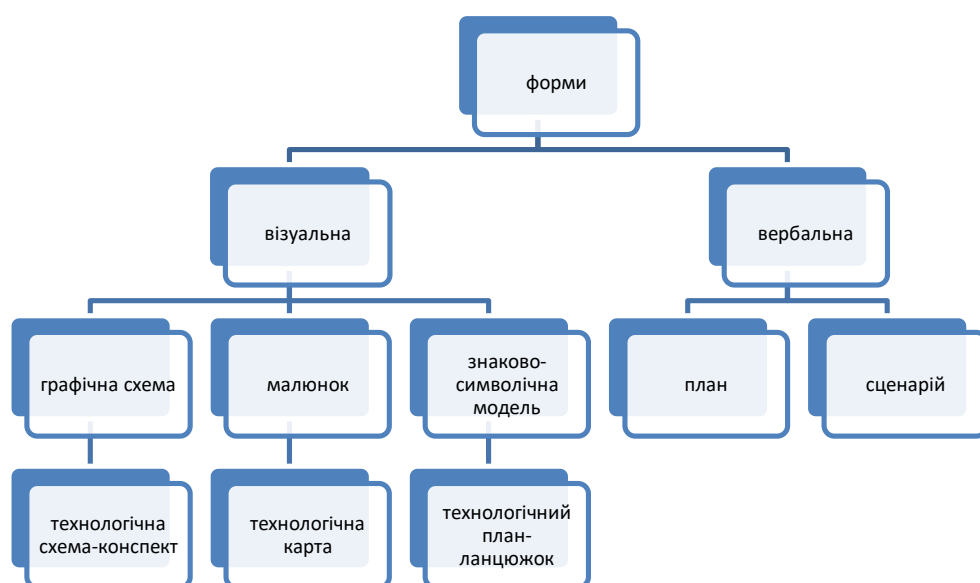 форми
візуальна
вербальна
графічна схема
малюнок
знаково-
символічна
модель
план
сценарій
технологічна
схема-конспект
технологічна
карта
технологічний
план-
ланцюжок